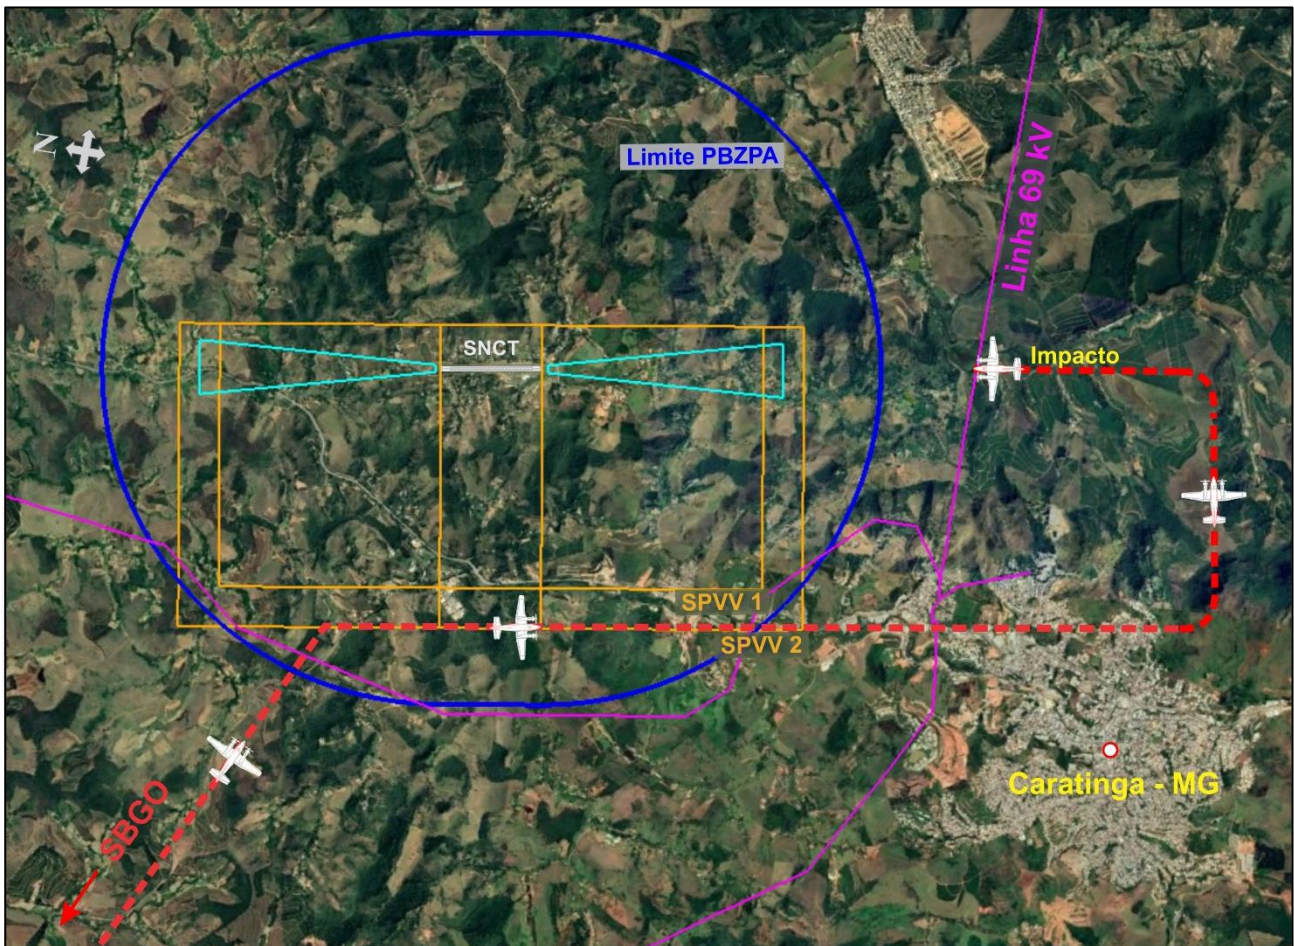 N
Limite PBZPA
Linha 69 kV
SNCT
Impacto
SPVV 1
SPVV 2
SBGO
Caratinga - MG